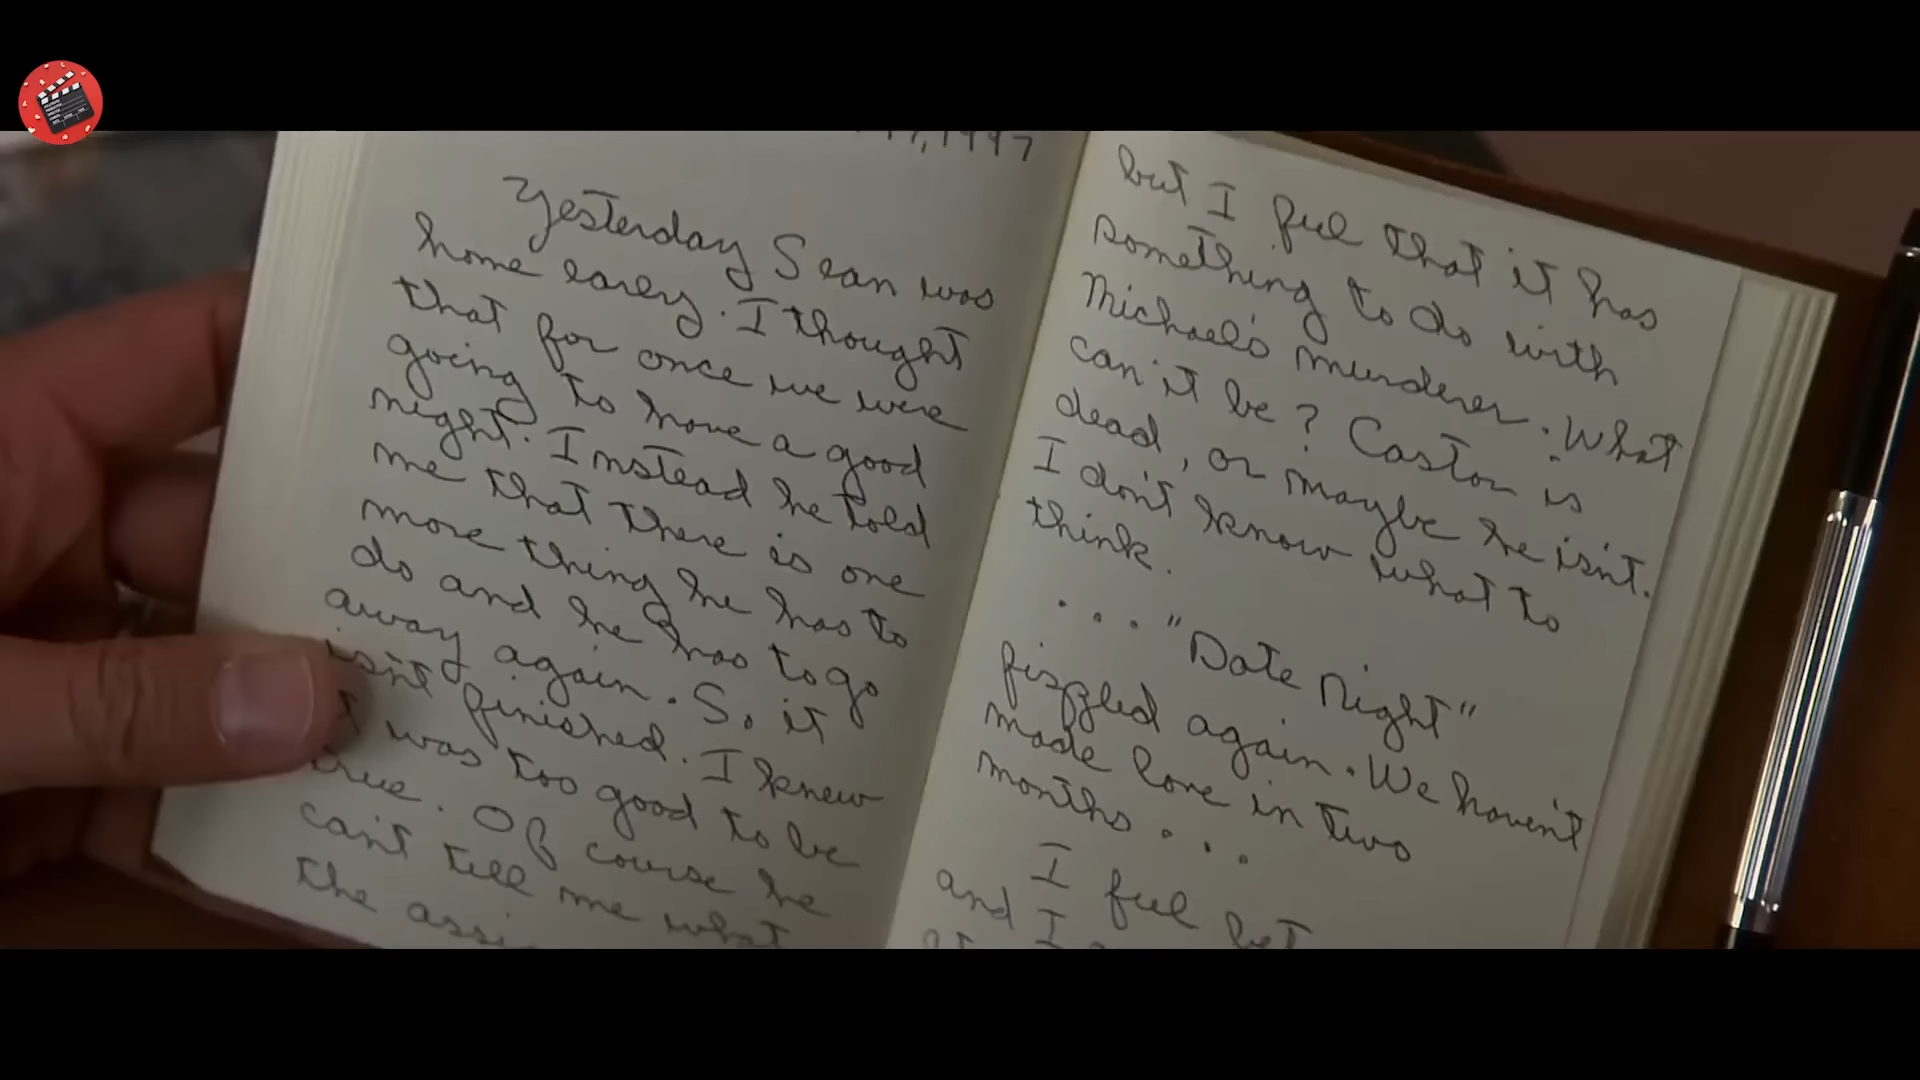 17, 1997
Yesterday Sean was
home early. I thought
that for once we were
going to have a good
night. Instead he told
me that there is one
more thing he has to
do and he has to go
away again. So it
isn't finished. I knew
it was too good to be
true. Of course he
can't tell me what
the
but I feel that it has
something to do with
Michael's murderer. What
can it be? Castor is
dead, or maybe he isn't.
I don't know what to
think.
..."Date Night"
fizzled again. We haven't
made love in two
months...
I feel
and I